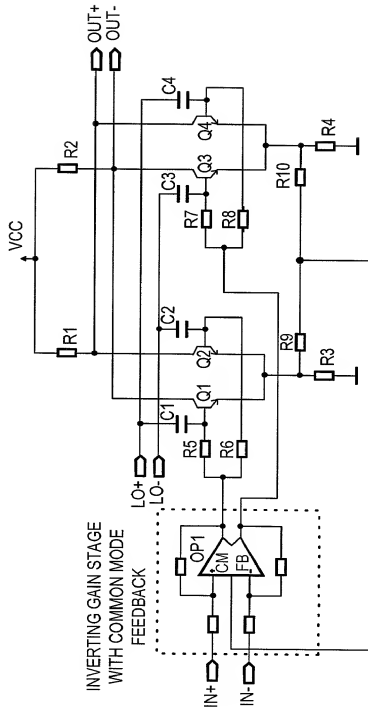 OUT+
OUT-
VCC
R1
R2
C4
Q4
C3
Q3
R7
R8
R10
R4
C2
Q2
C1
Q1
R5
R6
R9
R3
LO+
LO-
INVERTING GAIN STAGE
WITH COMMON MODE
FEEDBACK
OP1
+
CM
FB
-
IN+
IN-